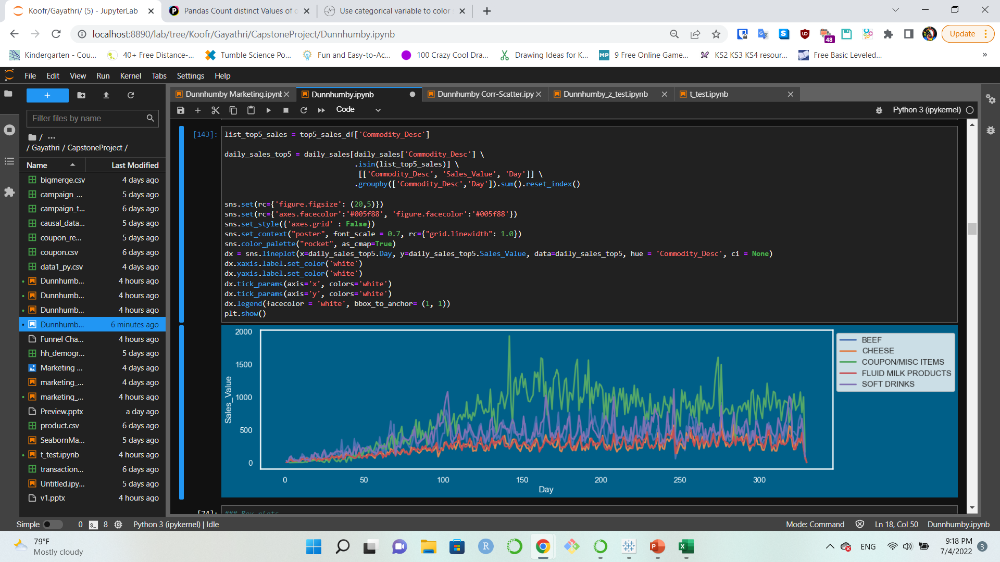 Koofr/Gayathri/ (5) - JupyterLab
Pandas Count distinct Values of
Use categorical variable to color
localhost:8890/lab/tree/Koofr/Gayathri/CapstoneProject/Dunnhumby.ipynb
48
Update
Kindergarten - Cou...
40+ Free Distance-...
Tumble Science Po...
Fun and Easy-to-Ac...
100 Crazy Cool Dra...
Drawing Ideas for K...
MP
9 Free Online Game...
KS2 KS3 KS4 resour...
Free Basic Leveled...
»
File Edit View Run Kernel Tabs Settings Help
Dunnhumby Marketing.ipynb
Dunnhumby.ipynb
Dunnhumby Corr-Scatter.ipy
Dunnhumby_z_test.ipynb
t_test.ipynb
Code
Python 3 (ipykernel)
Filter files by name
/ ...
/ Gayathri / CapstoneProject /
Name Last Modified
bigmerge.csv 4 days ago
campaign_... 5 days ago
campaign_t... 6 days ago
causal_data... 5 days ago
coupon_re... 5 days ago
coupon.csv 6 days ago
data1_py.csv 4 days ago
Dunnhumb... 4 hours ago
Dunnhumb... 4 hours ago
Dunnhumb... 4 hours ago
Dunnhumb... 6 minutes ago
Funnel Cha... 4 hours ago
hh_demogr... 5 days ago
Marketing ... 4 days ago
marketing_... 4 days ago
marketing_... 4 hours ago
Preview.pptx a day ago
product.csv 6 days ago
SeabornMa... 5 days ago
t_test.ipynb 4 hours ago
transaction... 6 days ago
Untitled.ipy... 5 days ago
v1.pptx 4 hours ago
[143]:
list_top5_sales = top5_sales_df['Commodity_Desc']
daily_sales_top5 = daily_sales[daily_sales['Commodity_Desc'] \
.isin(list_top5_sales)] \
[['Commodity_Desc', 'Sales_Value', 'Day']] \
.groupby(['Commodity_Desc','Day']).sum().reset_index()
sns.set(rc={'figure.figsize': (20,5)})
sns.set(rc={'axes.facecolor':'#005f88', 'figure.facecolor':'#005f88'})
sns.set_style({'axes.grid' : False})
sns.set_context("poster", font_scale = 0.7, rc={"grid.linewidth": 1.0})
sns.color_palette("rocket", as_cmap=True)
dx = sns.lineplot(x=daily_sales_top5.Day, y=daily_sales_top5.Sales_Value, data=daily_sales_top5, hue = 'Commodity_Desc', ci = None)
dx.xaxis.label.set_color('white')
dx.yaxis.label.set_color('white')
dx.tick_params(axis='x', colors='white')
dx.tick_params(axis='y', colors='white')
dx.legend(facecolor = 'white', bbox_to_anchor= (1, 1))
plt.show()
2000
1500
1000
500
0
Sales_Value
0 50 100 150 200 250 300
Day
BEEF
CHEESE
COUPON/MISC ITEMS
FLUID MILK PRODUCTS
SOFT DRINKS
[74]: ### Box plots
Simple 0 8 Python 3 (ipykernel) | Idle
Mode: Command Ln 18, Col 50 Dunnhumby.ipynb
79°F
Mostly cloudy
ENG
9:18 PM
7/4/2022
3